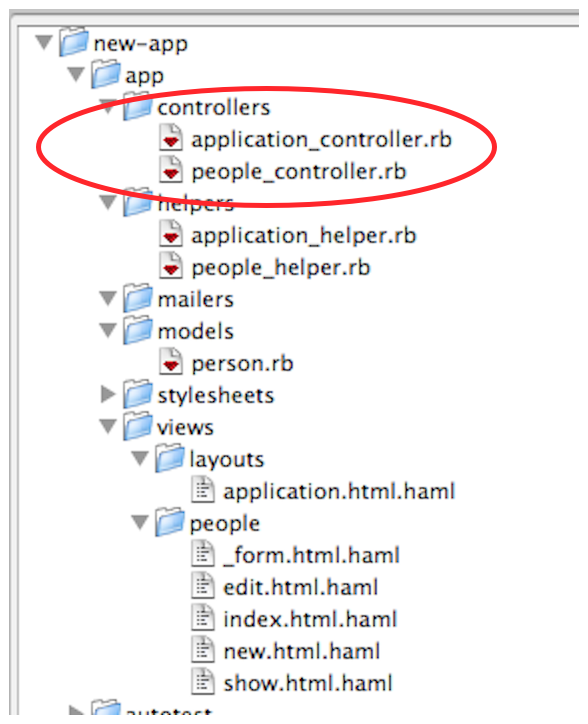 new-app
app
controllers
application_controller.rb
people_controller.rb
helpers
application_helper.rb
people_helper.rb
mailers
models
person.rb
stylesheets
views
layouts
application.html.haml
people
_form.html.haml
edit.html.haml
index.html.haml
new.html.haml
show.html.haml
autotest